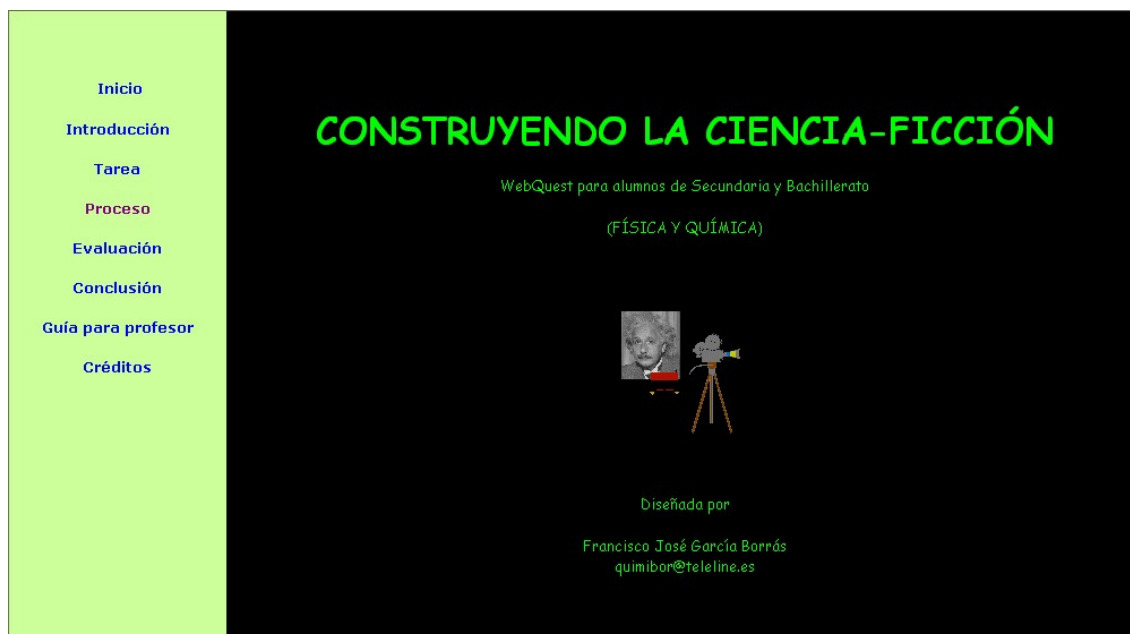 Inicio
Introducción
Tarea
Proceso
Evaluación
Conclusión
Guía para profesor
Créditos
CONSTRUYENDO LA CIENCIA-FICCIÓN
WebQuest para alumnos de Secundaria y Bachillerato
(FÍSICA Y QUÍMICA)
Diseñada por
Francisco José García Borrás
quimibor@teleline.es